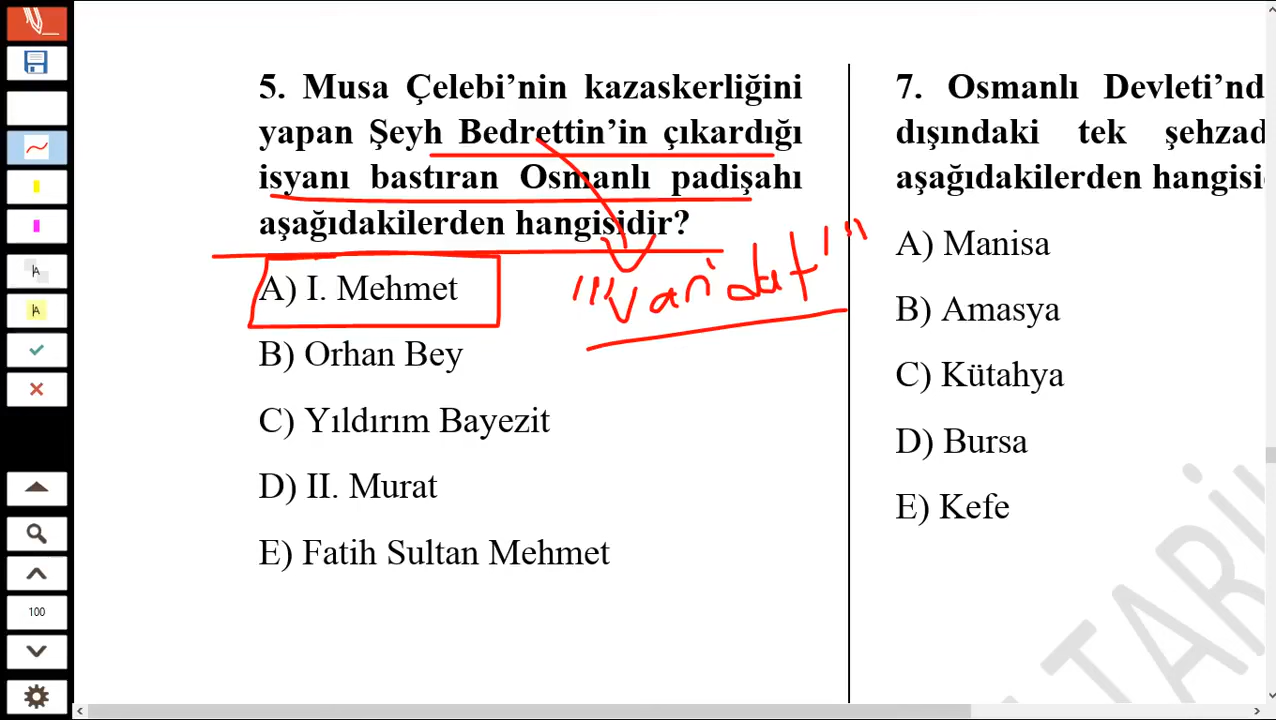 5. Musa Çelebi’nin kazaskerliğini
yapan Şeyh Bedrettin’in çıkardığı
isyanı bastıran Osmanlı padişahı
aşağıdakilerden hangisidir?
A) I. Mehmet
"Varidat"
B) Orhan Bey
C) Yıldırım Bayezit
D) II. Murat
E) Fatih Sultan Mehmet
7. Osmanlı Devleti’nd
dışındaki tek şehzad
aşağıdakilerden hangisi
A) Manisa
B) Amasya
C) Kütahya
D) Bursa
E) Kefe
TARİH
A
A
100